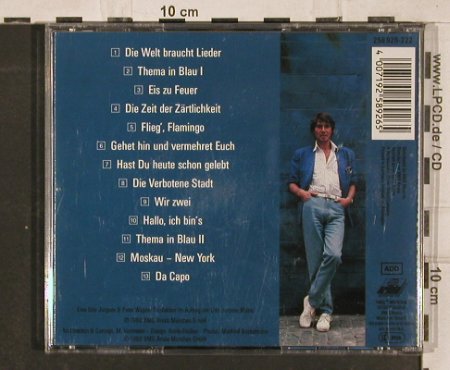 10 cm
1 Die Welt braucht Lieder
2 Thema in Blau I
3 Eis zu Feuer
4 Die Zeit der Zärtlichkeit
5 Flieg', Flamingo
6 Gehet hin und vermehret Euch
7 Hast Du heute schon gelebt
8 Die Verbotene Stadt
9 Wir zwei
10 Hallo, ich bin's
11 Thema in Blau II
12 Moskau – New York
13 Da Capo
4 007192 589265
ADD
www.LPCD.de / CD
10 cm